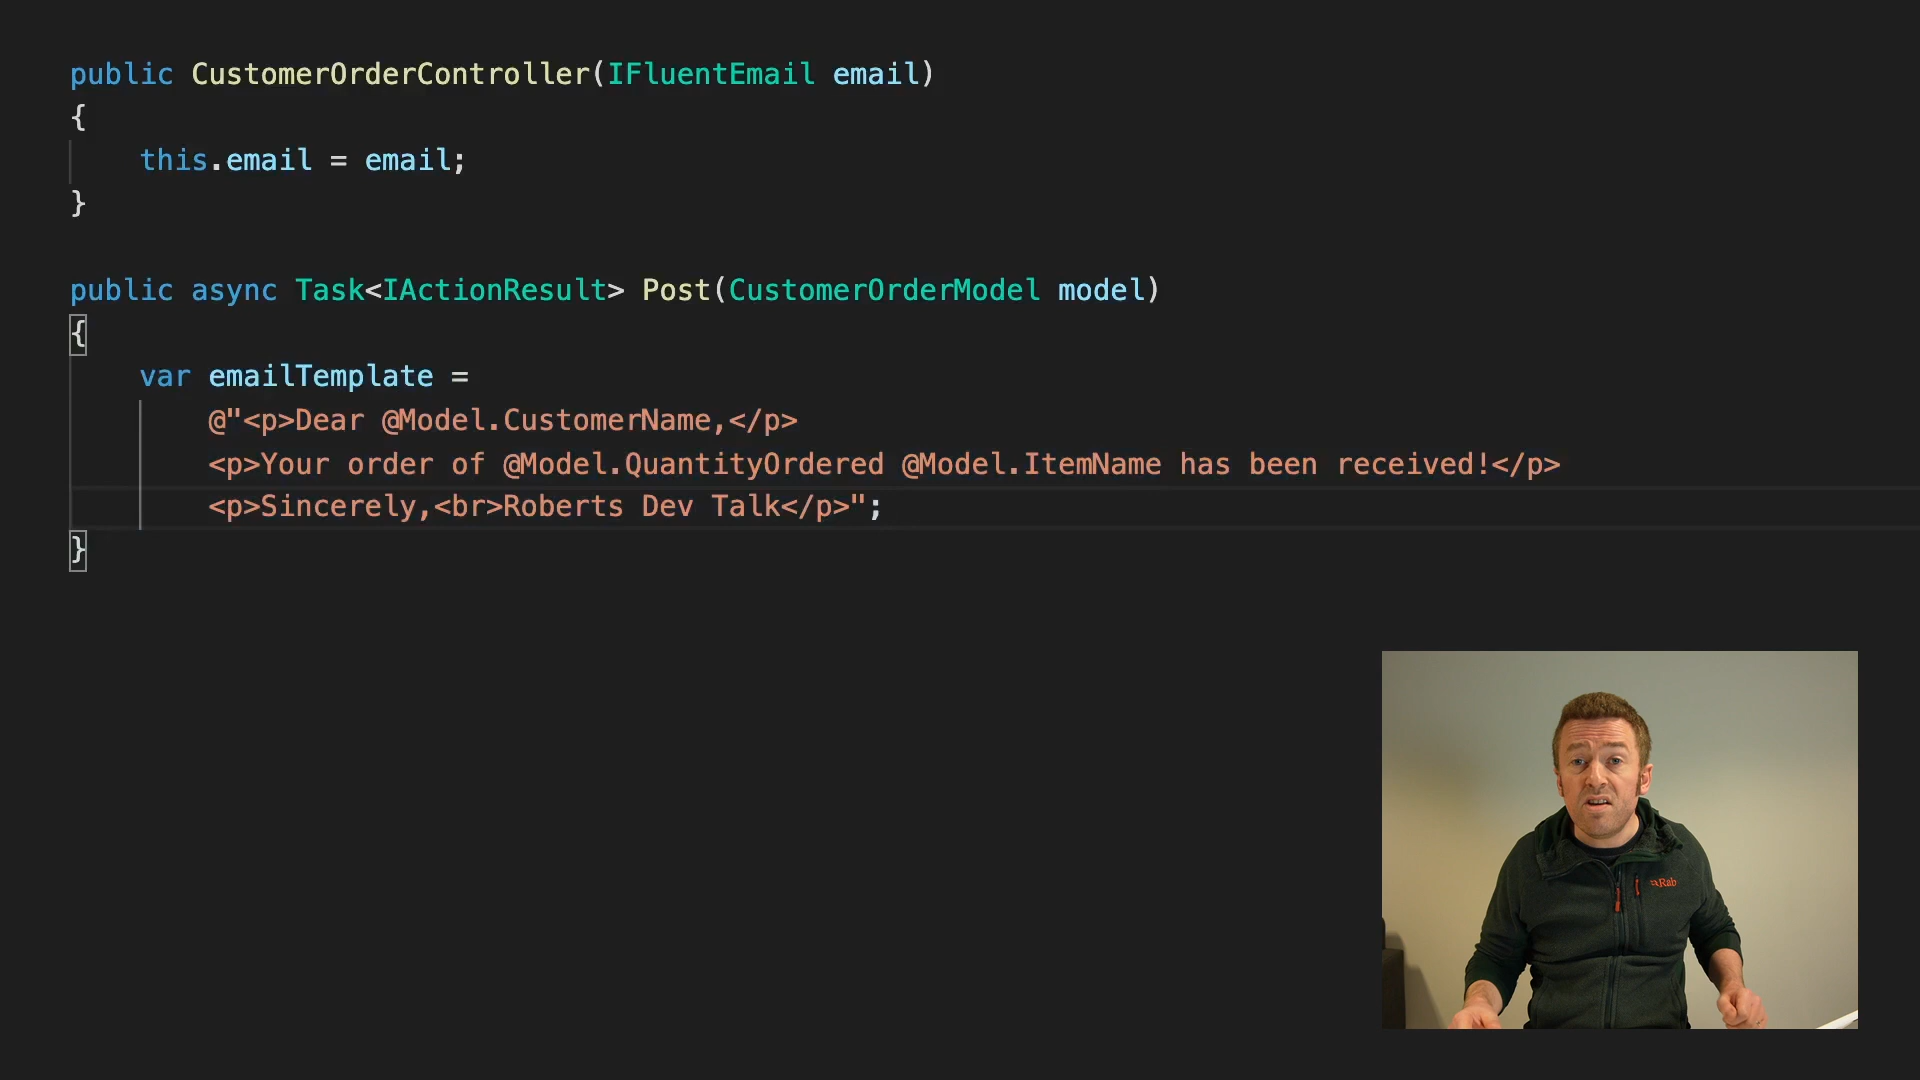 public CustomerOrderController(IFluentEmail email)
{
this.email = email;
}
public async Task<IActionResult> Post(CustomerOrderModel model)
{
var emailTemplate =
@"<p>Dear @Model.CustomerName,</p>
<p>Your order of @Model.QuantityOrdered @Model.ItemName has been received!</p>
<p>Sincerely,<br>Roberts Dev Talk</p>";
}
Rab